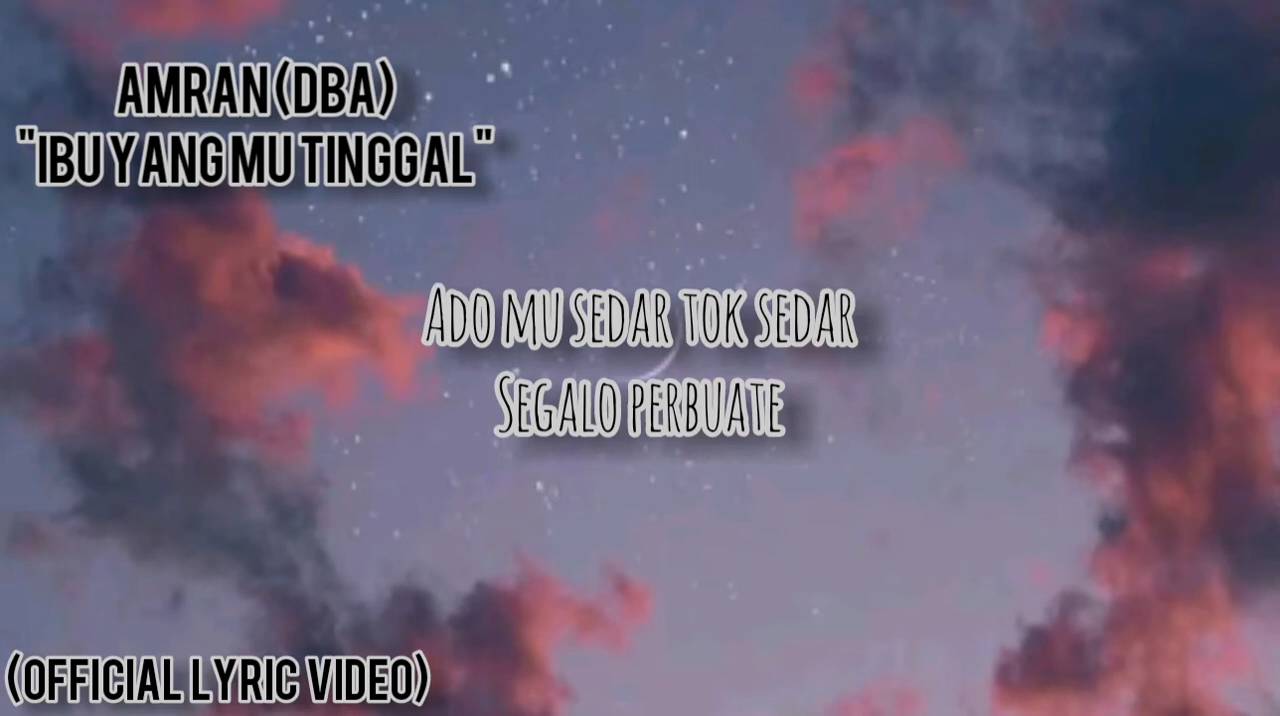 AMRAN (DBA)
"IBU YANG MU TINGGAL"
ADO MU SEDAR TOK SEDAR
SEGALO PERBUATE
(OFFICIAL LYRIC VIDEO)